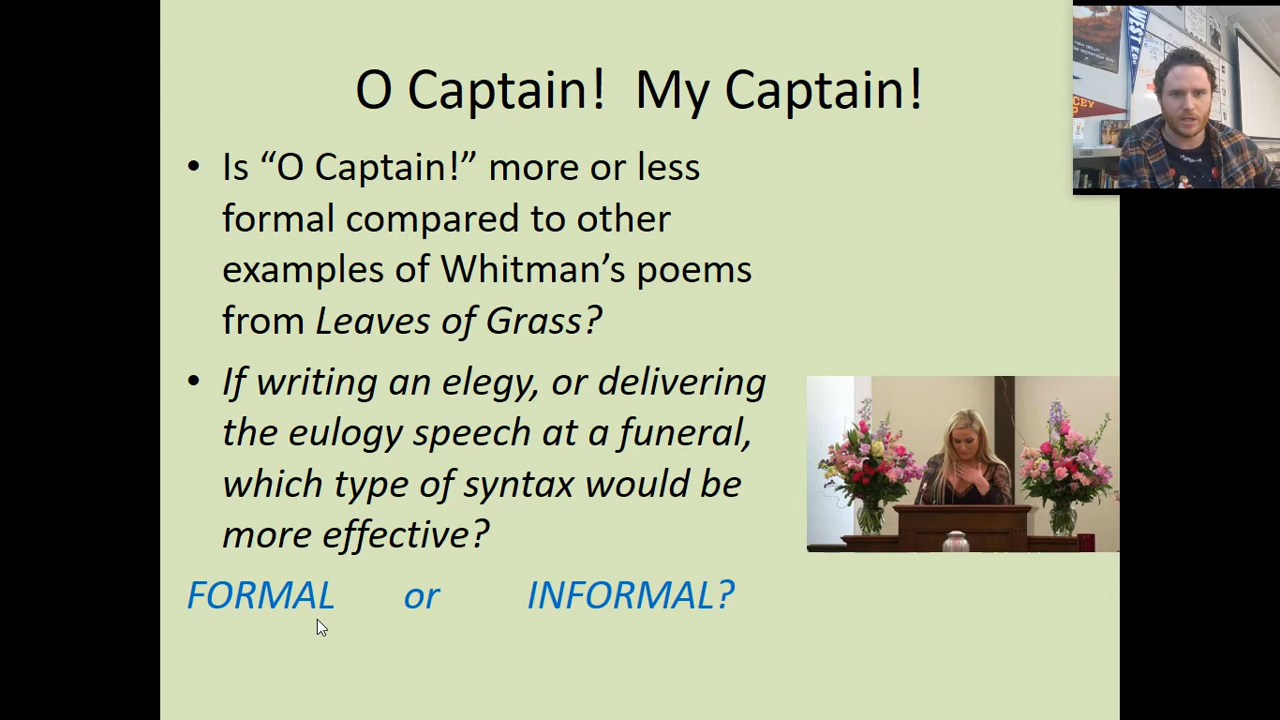 O Captain!  My Captain!
• Is “O Captain!” more or less
formal compared to other
examples of Whitman’s poems
from Leaves of Grass?
• If writing an elegy, or delivering
the eulogy speech at a funeral,
which type of syntax would be
more effective?
FORMAL or INFORMAL?
WEST